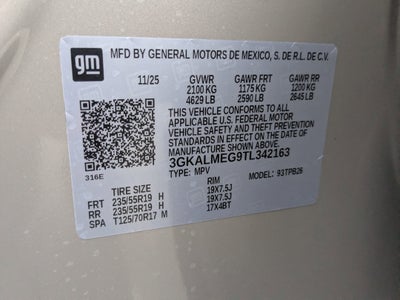 gm
MFD BY GENERAL MOTORS DE MEXICO, S. DE R.L. DE C.V.
11/25 GVWR GAWR FRT GAWR RR
2100 KG 1175 KG 1200 KG
4629 LB 2590 LB 2645 LB
THIS VEHICLE CONFORMS TO ALL
APPLICABLE U.S. FEDERAL MOTOR
VEHICLE SAFETY AND THEFT PREVENTION
STANDARDS IN EFFECT ON THE DATE OF
MANUFACTURE SHOWN ABOVE.
3GKALMEG9TL342163
316E TYPE: MPV 93TPB26
TIRE SIZE RIM
FRT 235/55R19 H 19X7.5J
RR 235/55R19 H 19X7.5J
SPA T125/70R17 M 17X4BT